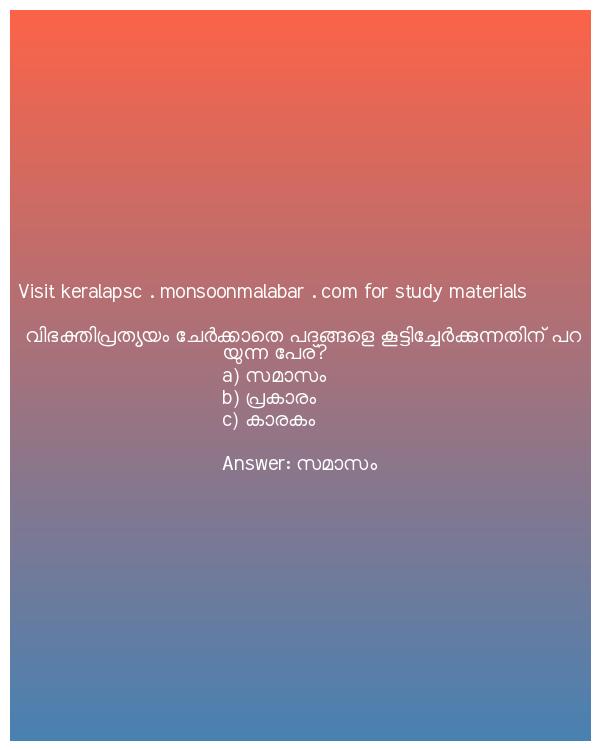 Visit keralapsc . monsoonmalabar . com for study materials
വിഭക്തിപ്രത്യയം ചേർക്കാതെ പദങ്ങളെ കൂട്ടിച്ചേർക്കുന്നതിന് പറ
യുന്ന പേര്?
a) സമാസം
b) പ്രകാരം
c) കാരകം
Answer: സമാസം